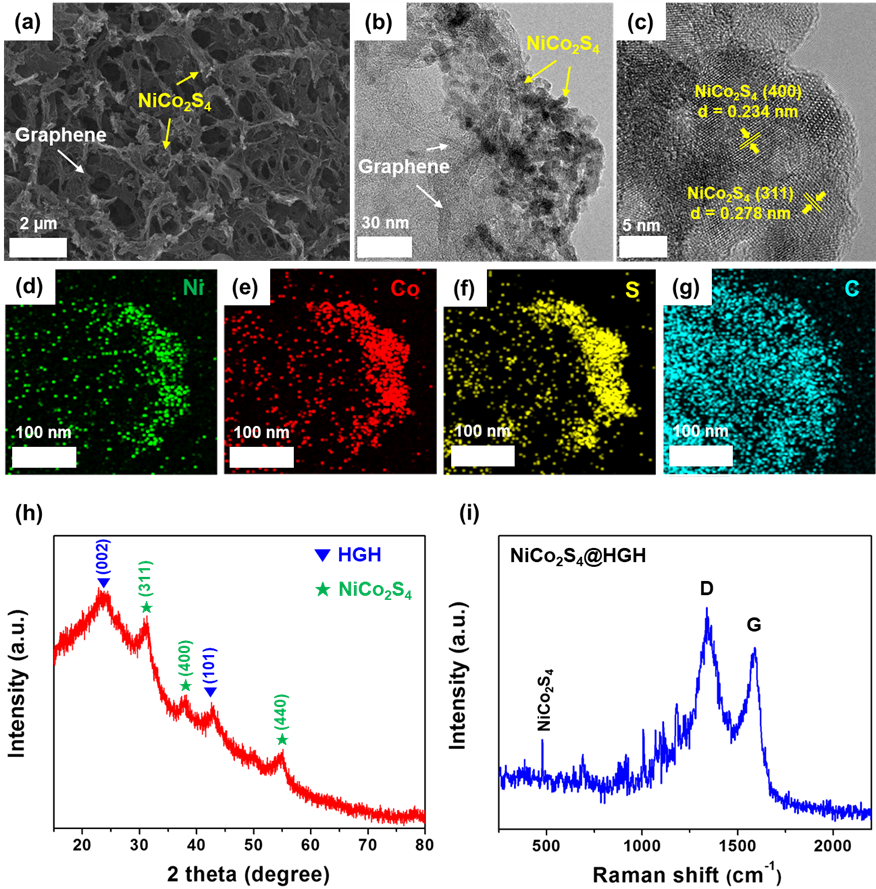 (a)
NiCo₂S₄
Graphene
2 μm
(b)
NiCo₂S₄
Graphene
30 nm
(c)
NiCo₂S₄ (400)
d = 0.234 nm
NiCo₂S₄ (311)
d = 0.278 nm
5 nm
(d)
Ni
100 nm
(e)
Co
100 nm
(f)
S
100 nm
(g)
C
100 nm
(h)
(002)
(311)
(400)
(101)
(440)
▼ HGH
★ NiCo₂S₄
Intensity (a.u.)
20 30 40 50 60 70 80
2 theta (degree)
(i)
NiCo₂S₄@HGH
D
G
NiCo₂S₄
Intensity (a.u.)
500 1000 1500 2000
Raman shift (cm⁻¹)